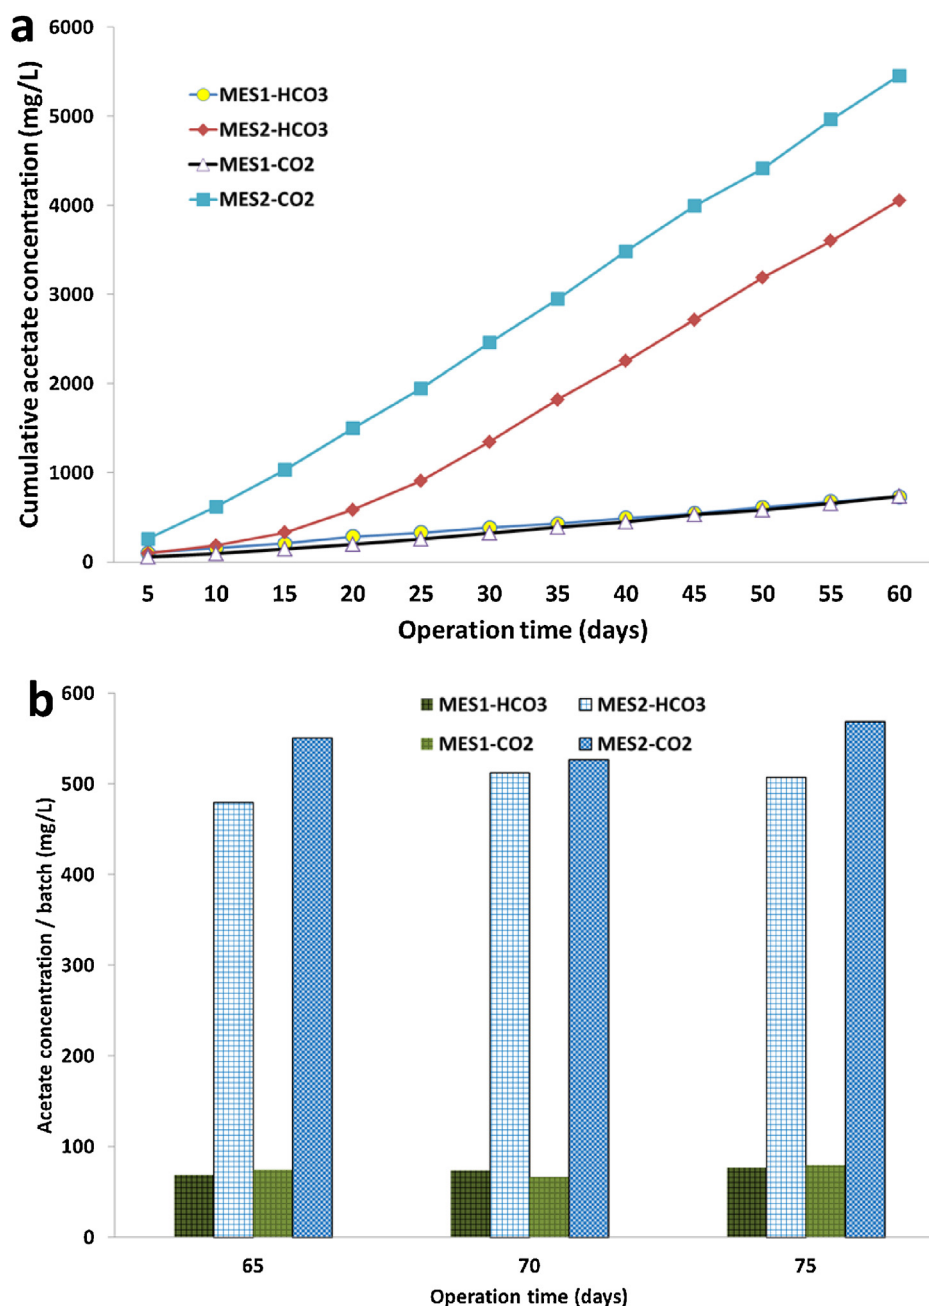 a
6000
5000
4000
3000
2000
1000
0
Cumulative acetate concentration (mg/L)
MES1-HCO3
MES2-HCO3
MES1-CO2
MES2-CO2
5 10 15 20 25 30 35 40 45 50 55 60
Operation time (days)
b
600
500
400
300
200
100
0
Acetate concentration / batch (mg/L)
MES1-HCO3 MES2-HCO3
MES1-CO2 MES2-CO2
65 70 75
Operation time (days)